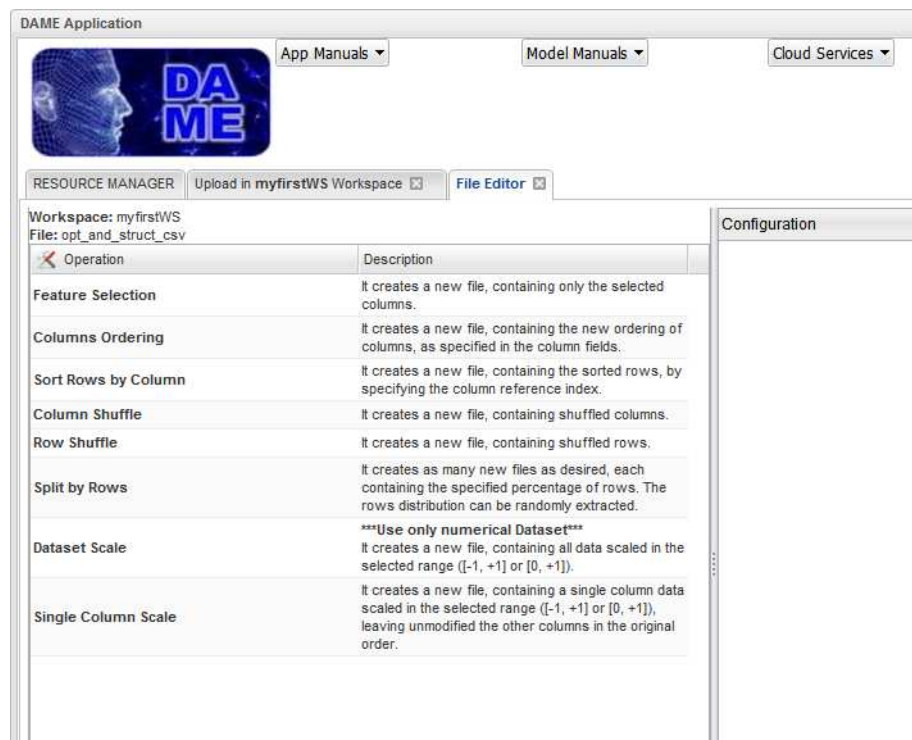 DAME Application
DA
ME
App Manuals
Model Manuals
Cloud Services
RESOURCE MANAGER
Upload in myfirstWS Workspace
File Editor
Workspace: myfirstWS
File: opt_and_struct_csv
Configuration
Operation
Description
Feature Selection
It creates a new file, containing only the selected
columns.
Columns Ordering
It creates a new file, containing the new ordering of
columns, as specified in the column fields.
Sort Rows by Column
It creates a new file, containing the sorted rows, by
specifying the column reference index.
Column Shuffle
It creates a new file, containing shuffled columns.
Row Shuffle
It creates a new file, containing shuffled rows.
Split by Rows
It creates as many new files as desired, each
containing the specified percentage of rows. The
rows distribution can be randomly extracted.
Dataset Scale
***Use only numerical Dataset***
It creates a new file, containing all data scaled in the
selected range ([-1, +1] or [0, +1]).
Single Column Scale
It creates a new file, containing a single column data
scaled in the selected range ([-1, +1] or [0, +1]),
leaving unmodified the other columns in the original
order.